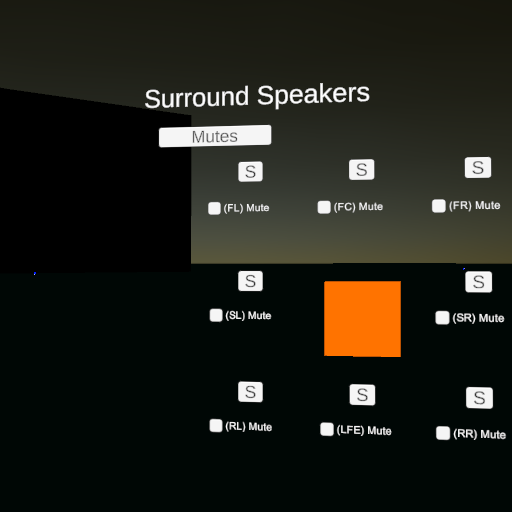 Surround Speakers
Mutes
S S S
(FL) Mute (FC) Mute (FR) Mute
S S
(SL) Mute (SR) Mute
S S S
(RL) Mute (LFE) Mute (RR) Mute